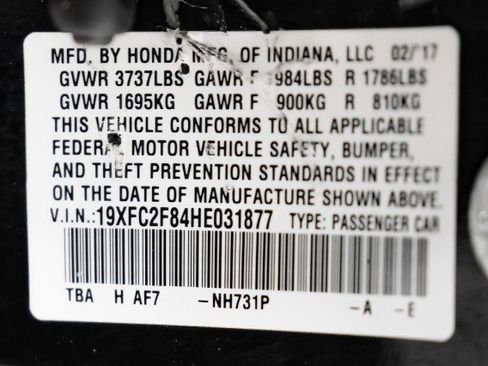 MFD. BY HONDA MFG. OF INDIANA, LLC 02/17
GVWR 3737LBS GAWR F 1984LBS R 1786LBS
GVWR 1695KG GAWR F 900KG R 810KG
THIS VEHICLE CONFORMS TO ALL APPLICABLE
FEDERAL MOTOR VEHICLE SAFETY, BUMPER,
AND THEFT PREVENTION STANDARDS IN EFFECT
ON THE DATE OF MANUFACTURE SHOWN ABOVE.
V.I.N.:19XFC2F84HE031877 TYPE: PASSENGER CAR
TBA H AF7 -NH731P -A -E